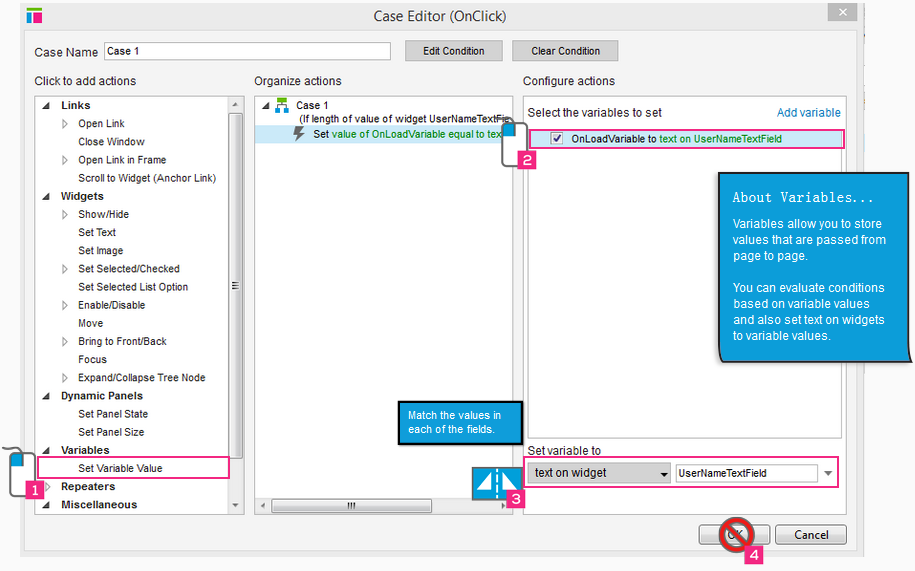 Case Editor (OnClick)
Case Name
Case 1
Edit Condition
Clear Condition
Click to add actions
Links
Open Link
Close Window
Open Link in Frame
Scroll to Widget (Anchor Link)
Widgets
Show/Hide
Set Text
Set Image
Set Selected/Checked
Set Selected List Option
Enable/Disable
Move
Bring to Front/Back
Focus
Expand/Collapse Tree Node
Dynamic Panels
Set Panel State
Set Panel Size
Variables
Set Variable Value
1
Repeaters
Miscellaneous
Organize actions
Case 1
(If length of value of widget UserNameTextFie
Set value of OnLoadVariable equal to tex
Match the values in
each of the fields.
Configure actions
Select the variables to set
Add variable
OnLoadVariable to text on UserNameTextField
2
About Variables...
Variables allow you to store
values that are passed from
page to page.
You can evaluate conditions
based on variable values
and also set text on widgets
to variable values.
Set variable to
text on widget
UserNameTextField
3
OK
4
Cancel